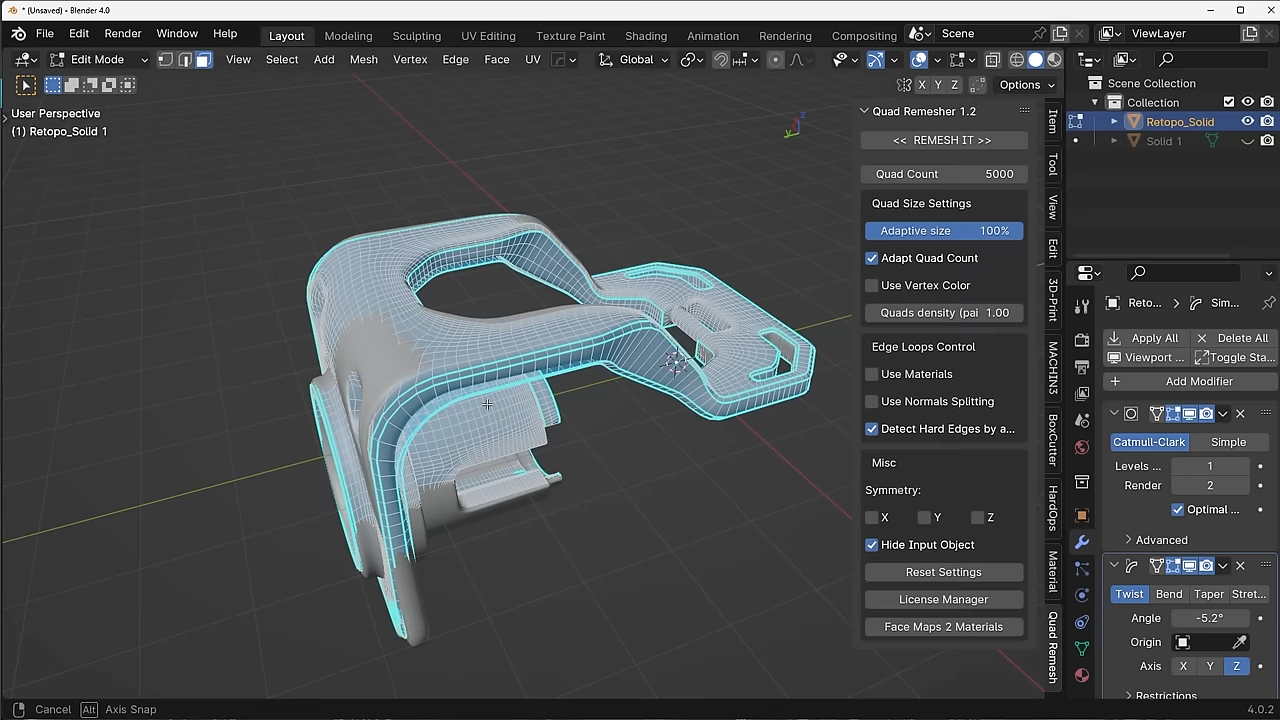 * (Unsaved) - Blender 4.0
File Edit Render Window Help Layout Modeling Sculpting UV Editing Texture Paint Shading Animation Rendering Compositing Scene ViewLayer
Edit Mode View Select Add Mesh Vertex Edge Face UV Global
X Y Z Options
User Perspective
(1) Retopo_Solid 1
Quad Remesher 1.2
<< REMESH IT >>
Quad Count 5000
Quad Size Settings
Adaptive size 100%
Adapt Quad Count
Use Vertex Color
Quads density (pai 1.00
Edge Loops Control
Use Materials
Use Normals Splitting
Detect Hard Edges by a...
Misc
Symmetry:
X Y Z
Hide Input Object
Reset Settings
License Manager
Face Maps 2 Materials
Item
Tool
View
Edit
3D-Print
MACHIN3
BoxCutter
HardOps
Material
Quad Remesh
Scene Collection
Collection
Retopo_Solid
Solid 1
Reto... Sim...
Apply All Delete All
Viewport ... Toggle Sta...
Add Modifier
Catmull-Clark Simple
Levels ... 1
Render 2
Optimal ...
Advanced
Twist Bend Taper Stret...
Angle -5.2°
Origin
Axis X Y Z
Restrictions
Cancel Alt Axis Snap
4.0.2
z
y